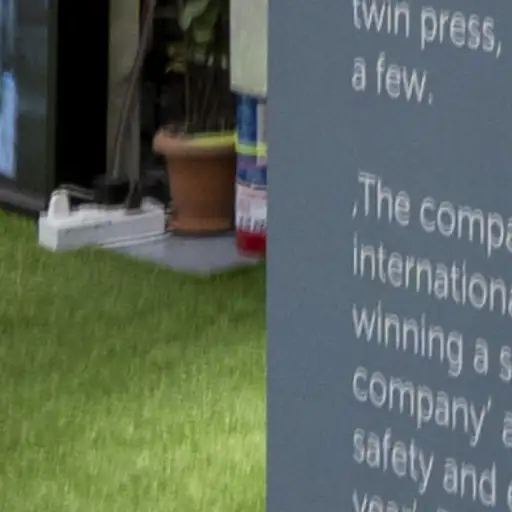 twin press,
a few.
,The compa
internationa
winning a s
company' a
safety and